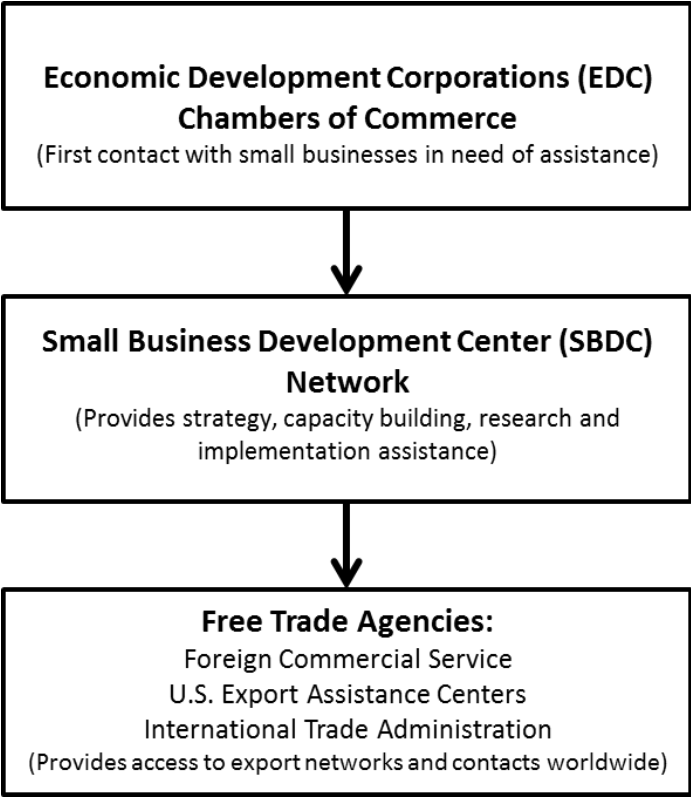 Economic Development Corporations (EDC)
Chambers of Commerce
(First contact with small businesses in need of assistance)
Small Business Development Center (SBDC)
Network
(Provides strategy, capacity building, research and
implementation assistance)
Free Trade Agencies:
Foreign Commercial Service
U.S. Export Assistance Centers
International Trade Administration
(Provides access to export networks and contacts worldwide)